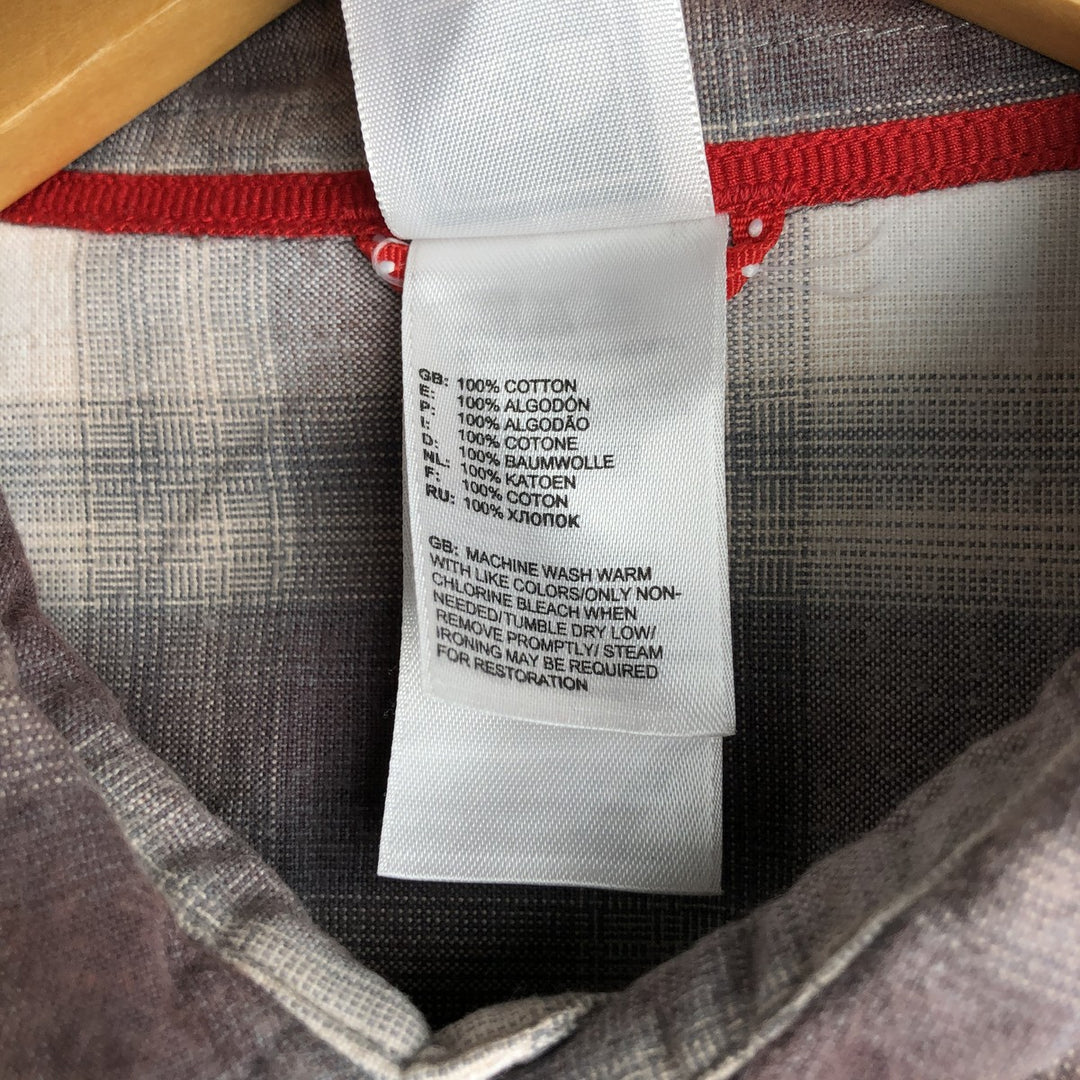 GB: 100% COTTON
E: 100% ALGODÓN
P: 100% ALGODÃO
I: 100% COTONE
D: 100% BAUMWOLLE
NL: 100% KATOEN
F: 100% COTON
RU: 100% ХЛОПОК
GB: MACHINE WASH WARM
WITH LIKE COLORS/ONLY NON-
CHLORINE BLEACH WHEN
NEEDED/TUMBLE DRY LOW/
REMOVE PROMPTLY/ STEAM
IRONING MAY BE REQUIRED
FOR RESTORATION